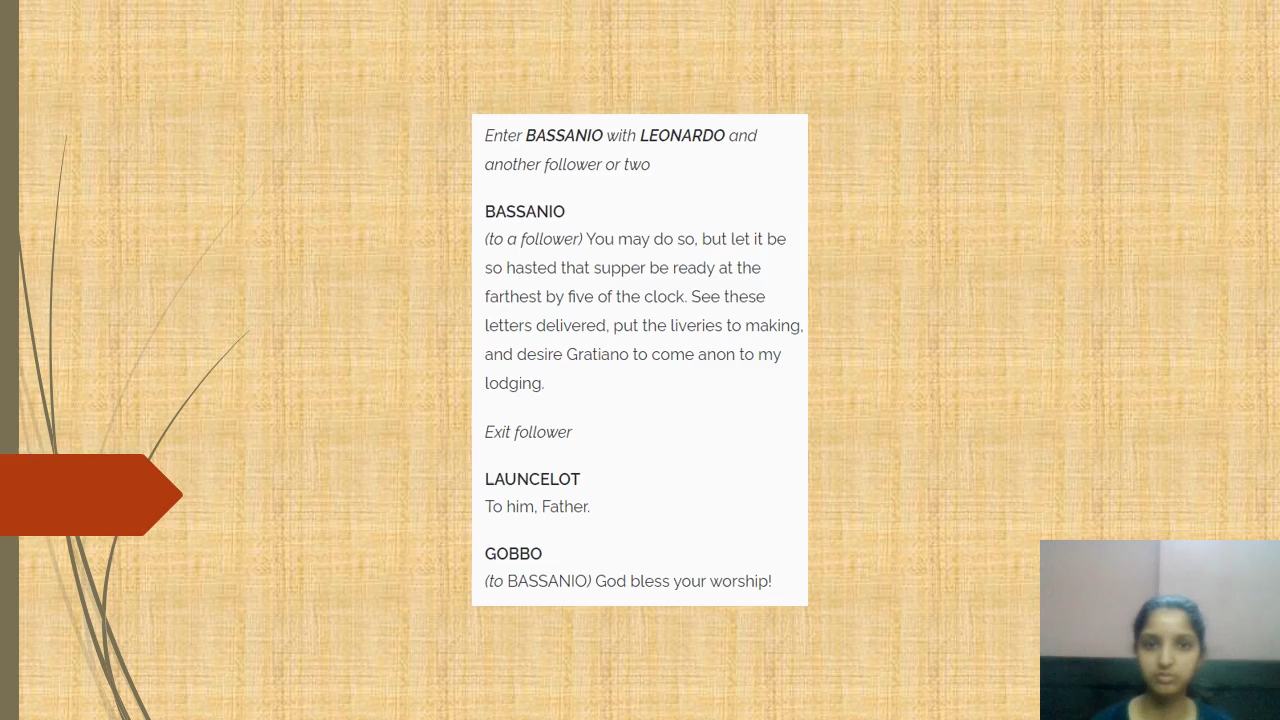 Enter BASSANIO with LEONARDO and
another follower or two
BASSANIO
(to a follower) You may do so, but let it be
so hasted that supper be ready at the
farthest by five of the clock. See these
letters delivered, put the liveries to making,
and desire Gratiano to come anon to my
lodging.
Exit follower
LAUNCELOT
To him, Father.
GOBBO
(to BASSANIO) God bless your worship!